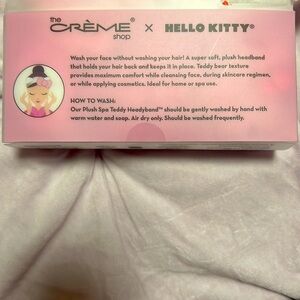 the
CRÈME
shop
× HELLO KITTY®
Wash your face without washing your hair! A super soft, plush headband
that holds your hair back and keeps it in place. Teddy bear texture
provides maximum comfort while cleansing face, during skincare regimen,
or while applying cosmetics. Ideal for home or spa use.
HOW TO WASH:
Our Plush Spa Teddy Headyband™ should be gently washed by hand with
warm water and soap. Air dry only. Should be washed frequently.